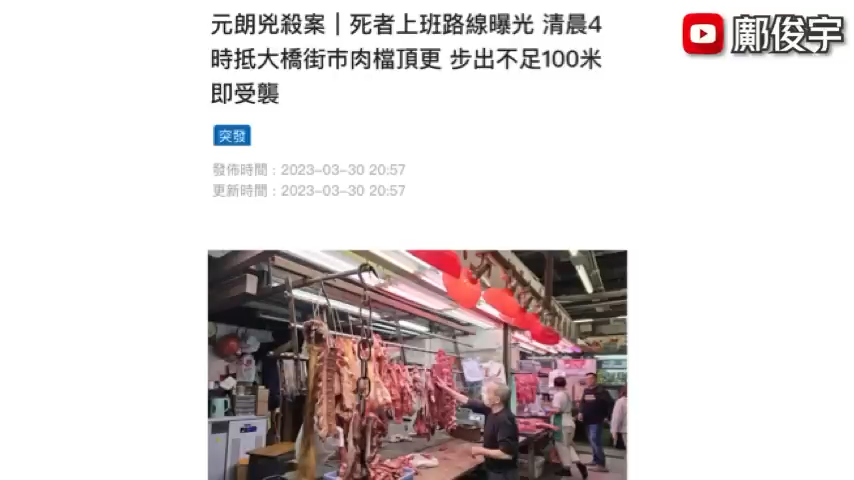 元朗兇殺案｜死者上班路線曝光 清晨4
時抵大橋街市肉檔頂更 步出不足100米
即受襲
突發
發佈時間：2023-03-30 20:57
更新時間：2023-03-30 20:57
鄺俊宇